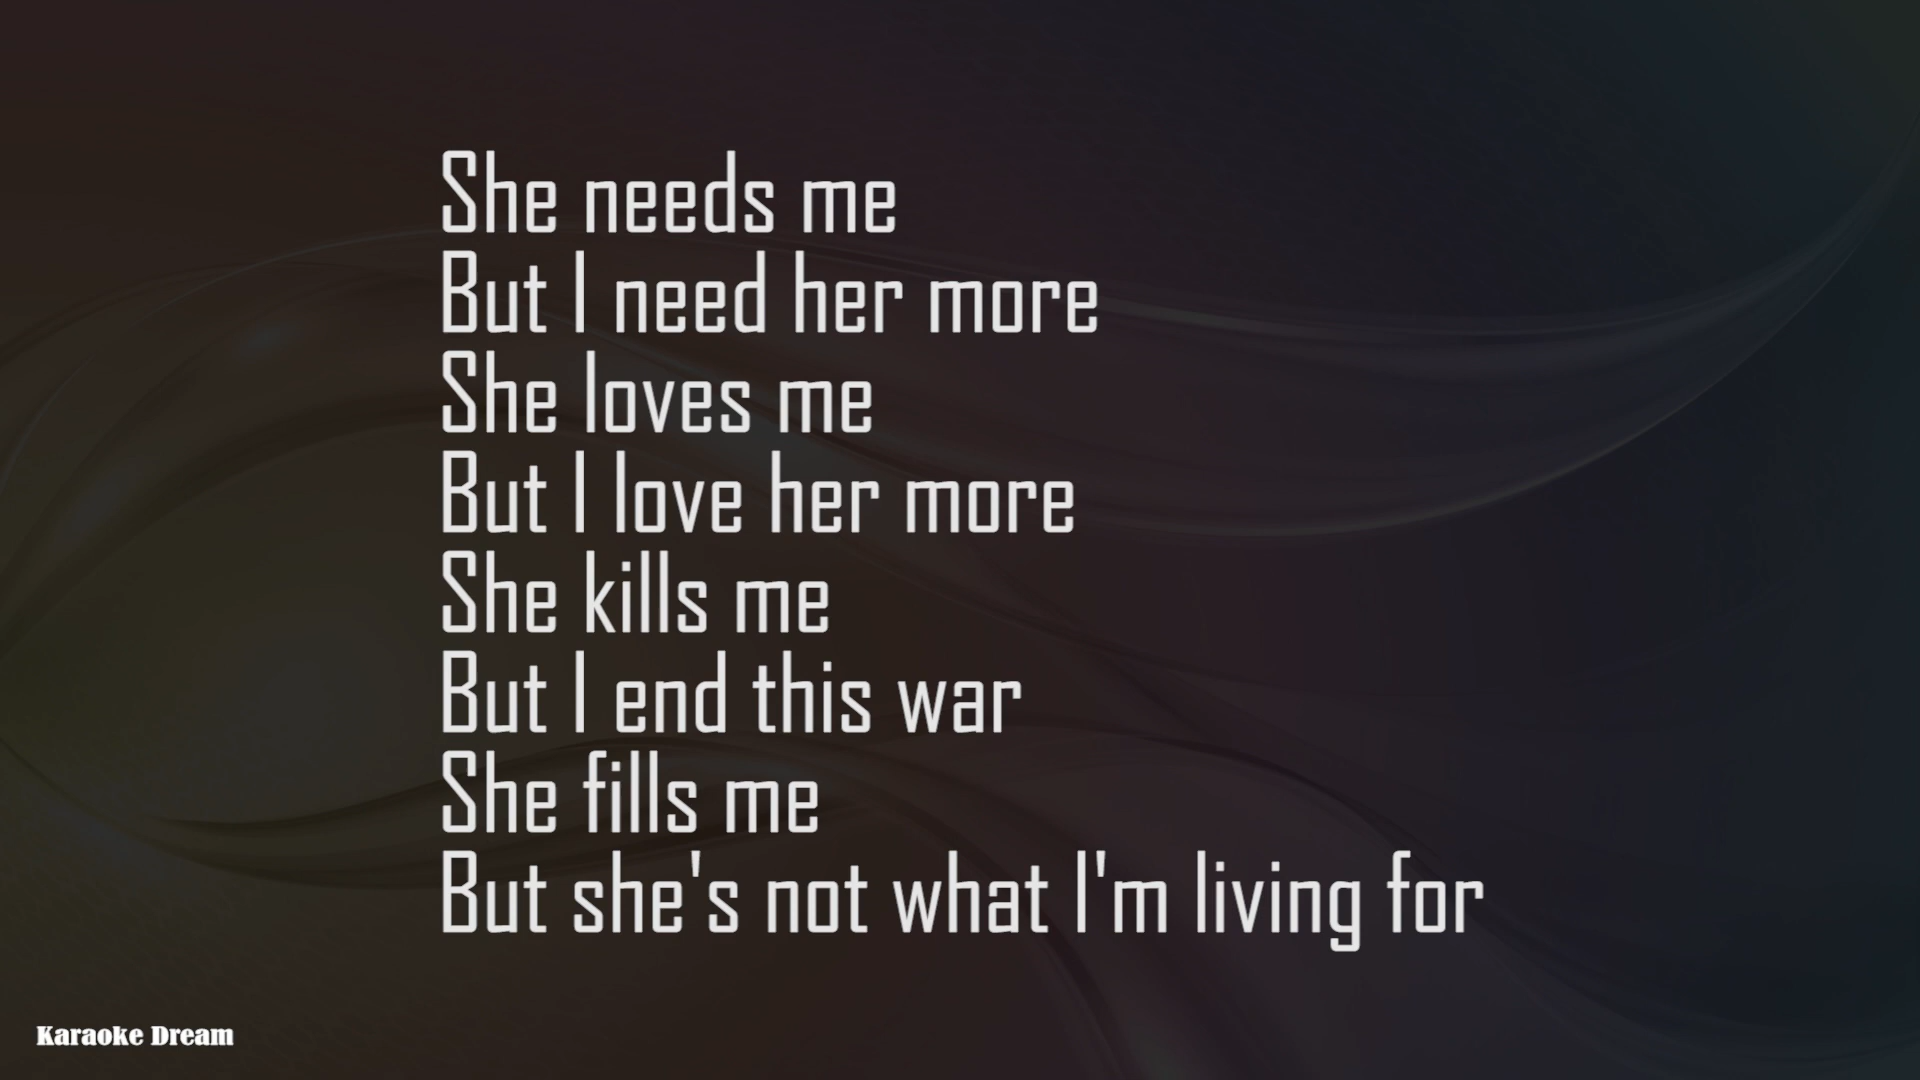 She needs me
But I need her more
She loves me
But I love her more
She kills me
But I end this war
She fills me
But she's not what I'm living for
Karaoke Dream